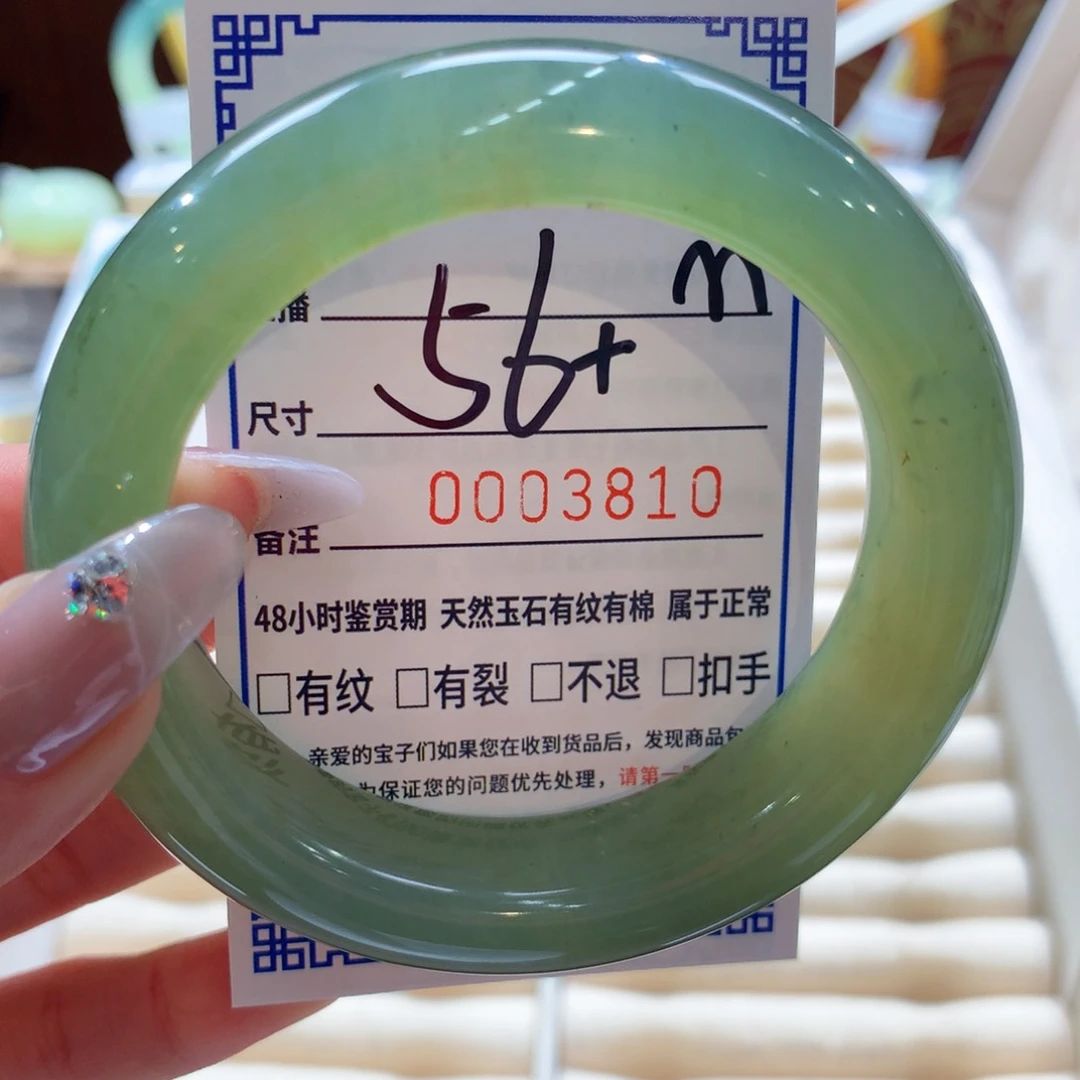 播 m
尺寸 56+
0003810
备注
48小时鉴赏期 天然玉石有纹有棉 属于正常
□有纹 □有裂 □不退 □扣手
亲爱的宝子们如果您在收到货品后，发现商品包
为保证您的问题优先处理，请第一